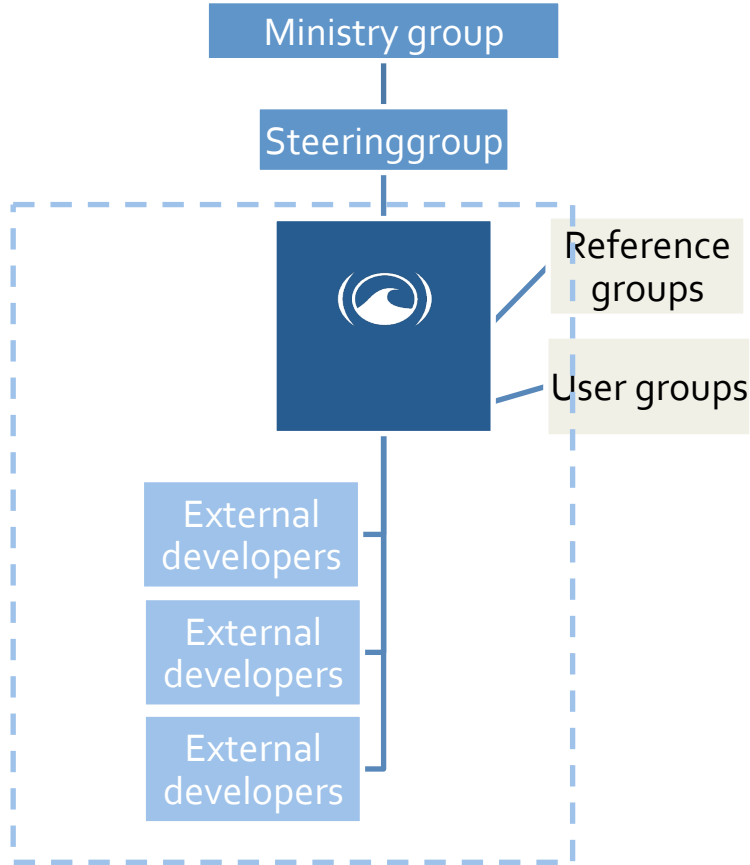 Ministry group
Steeringgroup
Reference
groups
User groups
External
developers
External
developers
External
developers